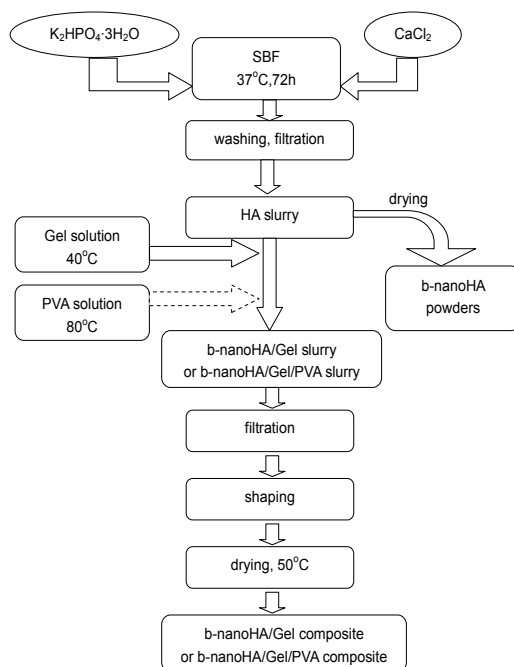 K₂HPO₄·3H₂O
CaCl₂
SBF
37°C,72h
washing, filtration
HA slurry
drying
Gel solution
40°C
b-nanoHA
powders
PVA solution
80°C
b-nanoHA/Gel slurry
or b-nanoHA/Gel/PVA slurry
filtration
shaping
drying, 50°C
b-nanoHA/Gel composite
or b-nanoHA/Gel/PVA composite